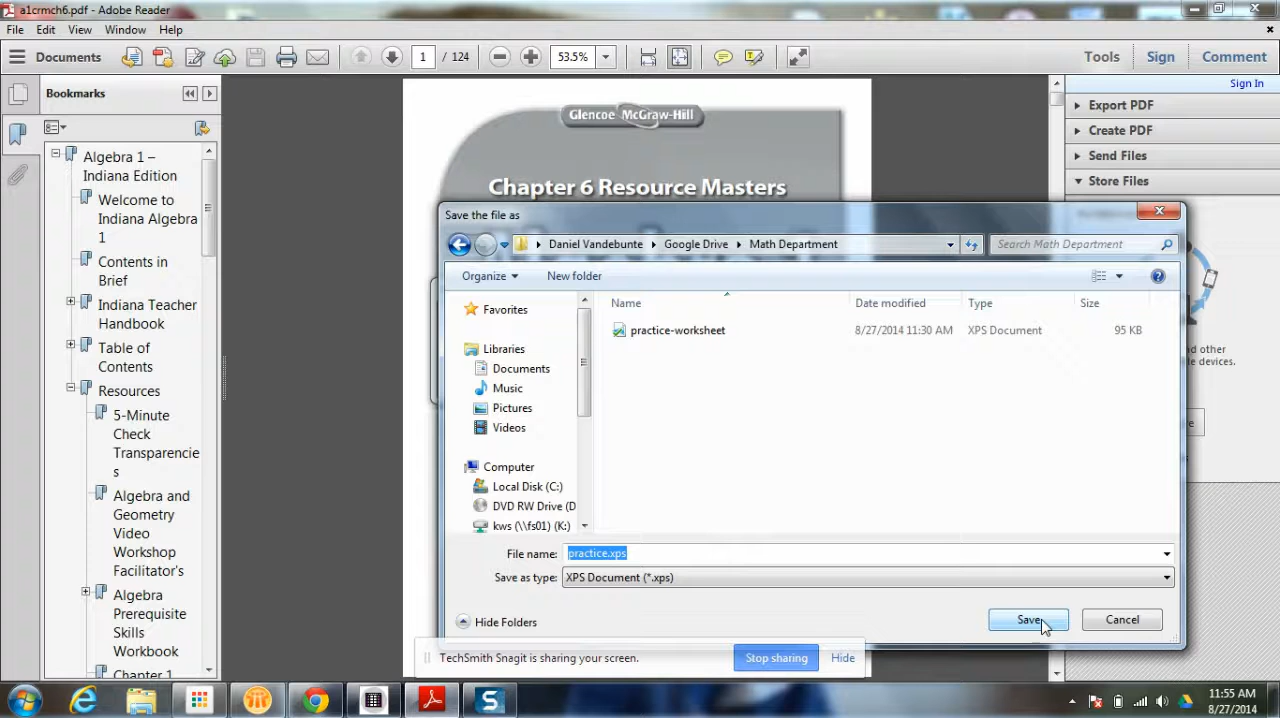 a1crmch6.pdf - Adobe Reader
File Edit View Window Help
Documents 1 / 124 53.5% Tools Sign Comment
Bookmarks
Algebra 1 –
Indiana Edition
Welcome to
Indiana Algebra
1
Contents in
Brief
Indiana Teacher
Handbook
Table of
Contents
Resources
5-Minute
Check
Transparencie
s
Algebra and
Geometry
Video
Workshop
Facilitator's
Algebra
Prerequisite
Skills
Workbook
Chapter 1
Glencoe McGraw-Hill
Chapter 6 Resource Masters
Sign In
Export PDF
Create PDF
Send Files
Store Files
Save the file as
Daniel Vandebunte Google Drive Math Department Search Math Department
Organize New folder
Name Date modified Type Size
practice-worksheet 8/27/2014 11:30 AM XPS Document 95 KB
Favorites
Libraries
Documents
Music
Pictures
Videos
Computer
Local Disk (C:)
DVD RW Drive (D
kws (\\fs01) (K:)
File name: practice.xps
Save as type: XPS Document (*.xps)
Hide Folders Save Cancel
TechSmith Snagit is sharing your screen. Stop sharing Hide
11:55 AM
8/27/2014